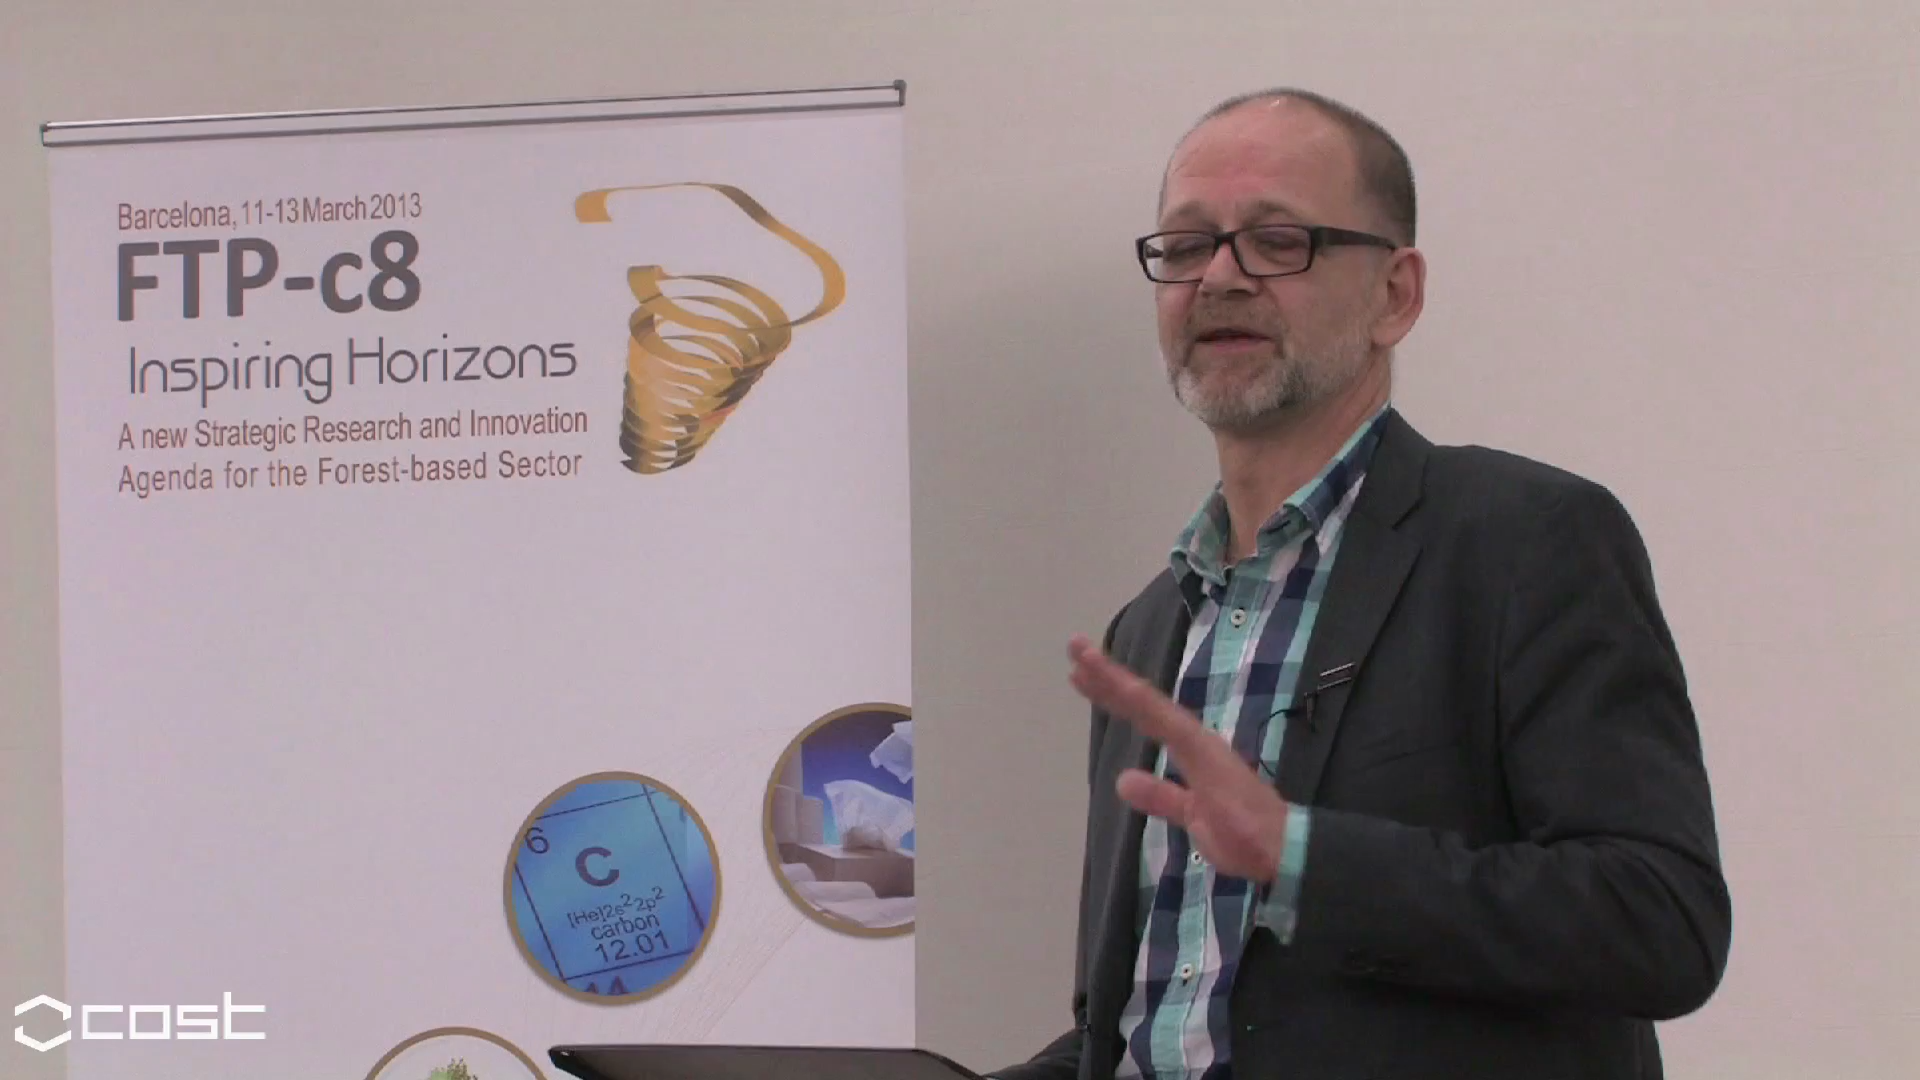 Barcelona, 11-13 March 2013
FTP-c8
Inspiring Horizons
A new Strategic Research and Innovation
Agenda for the Forest-based Sector
6
C
[He]2s²2p²
carbon
12.01
14
cost